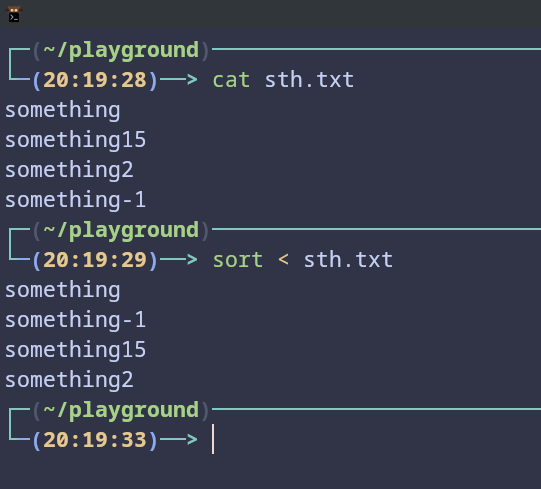 (~/playground)
(20:19:28)──> cat sth.txt
something
something15
something2
something-1
(~/playground)
(20:19:29)──> sort < sth.txt
something
something-1
something15
something2
(~/playground)
(20:19:33)──>